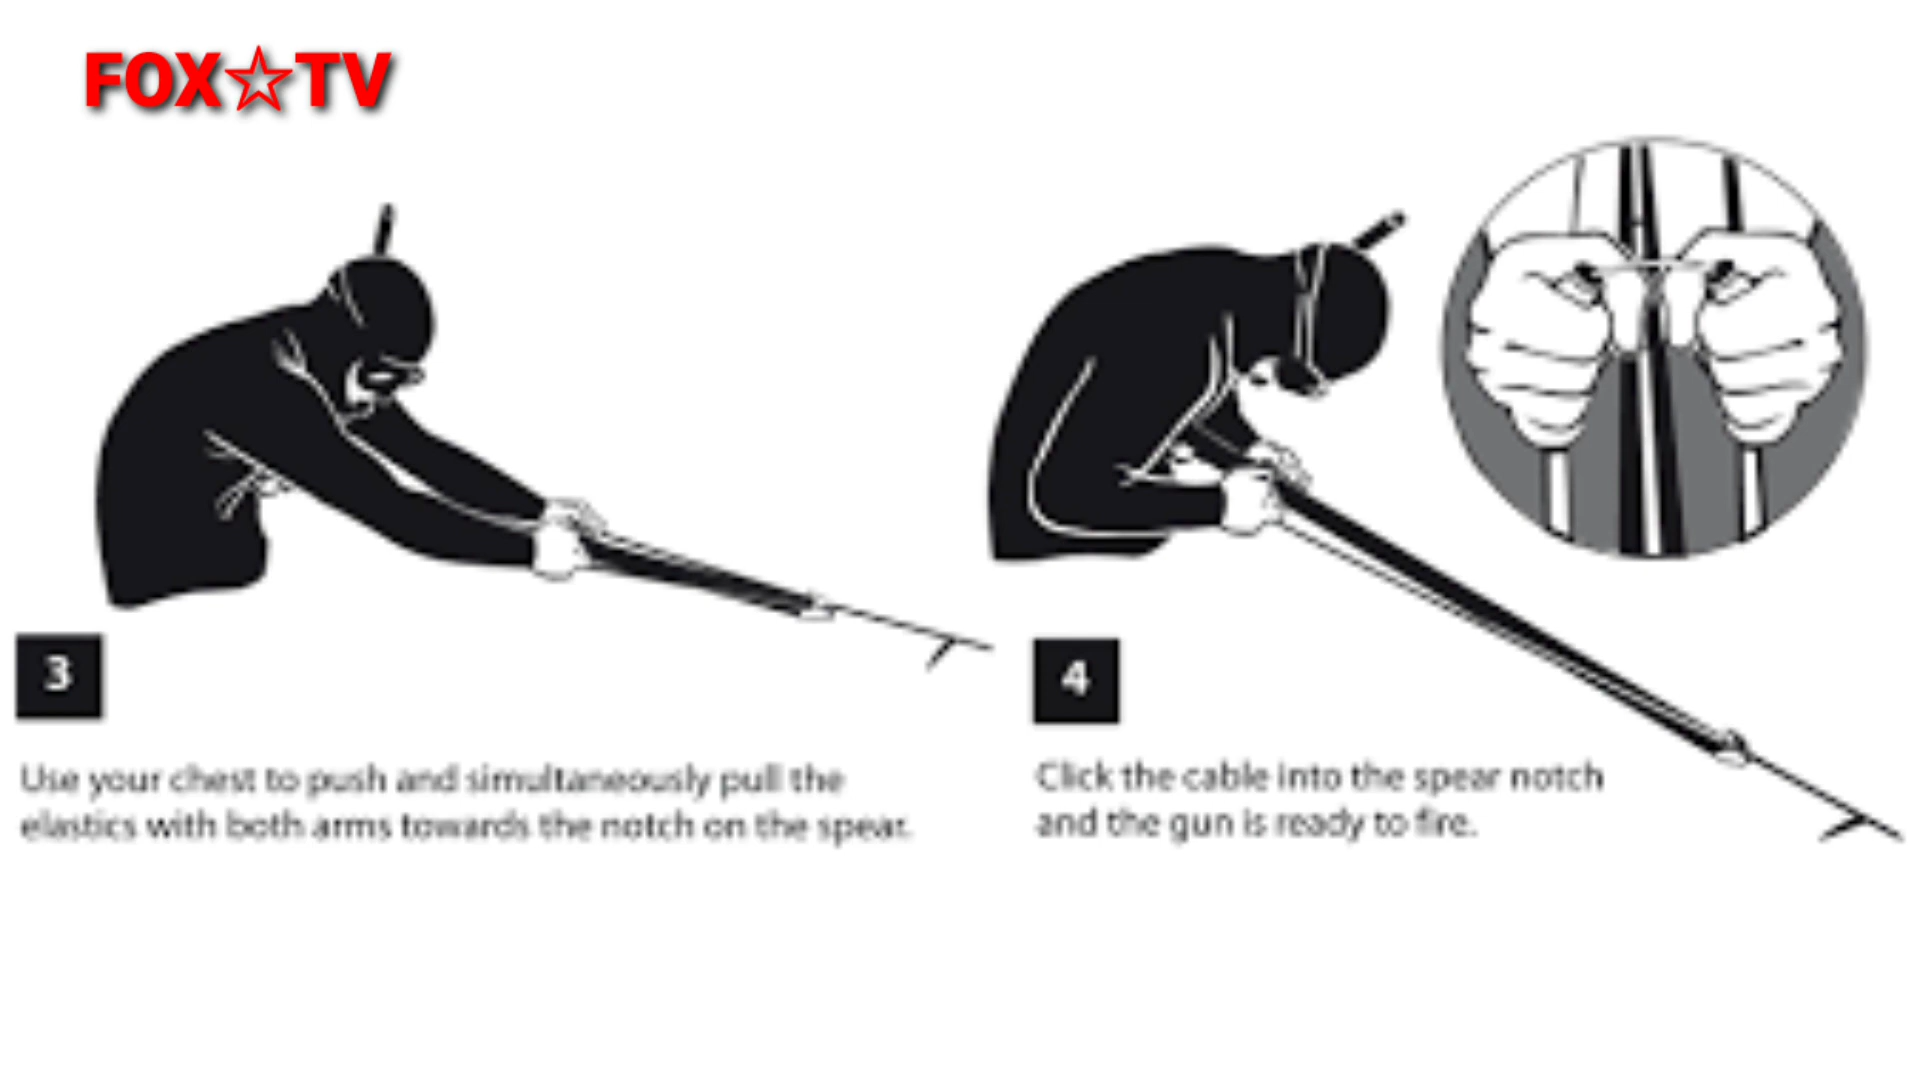 FOX☆TV
3
Use your chest to push and simultaneously pull the
elastics with both arms towards the notch on the spear.
4
Click the cable into the spear notch
and the gun is ready to fire.